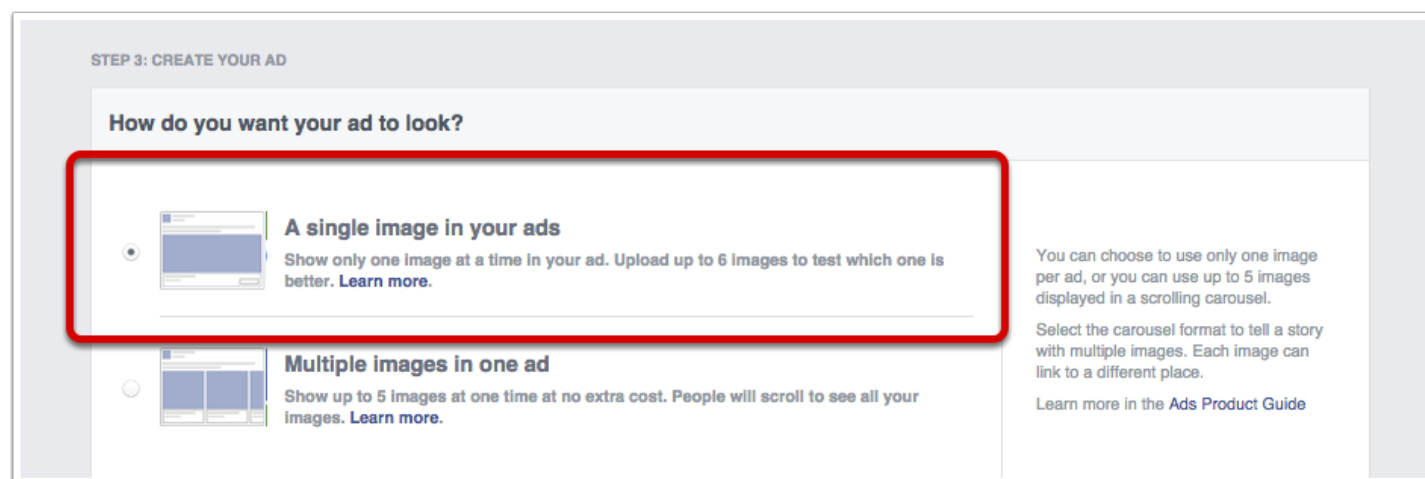 STEP 3: CREATE YOUR AD
How do you want your ad to look?
A single image in your ads
Show only one image at a time in your ad. Upload up to 6 images to test which one is
better. Learn more.
Multiple images in one ad
Show up to 5 images at one time at no extra cost. People will scroll to see all your
images. Learn more.
You can choose to use only one image
per ad, or you can use up to 5 images
displayed in a scrolling carousel.
Select the carousel format to tell a story
with multiple images. Each image can
link to a different place.
Learn more in the Ads Product Guide